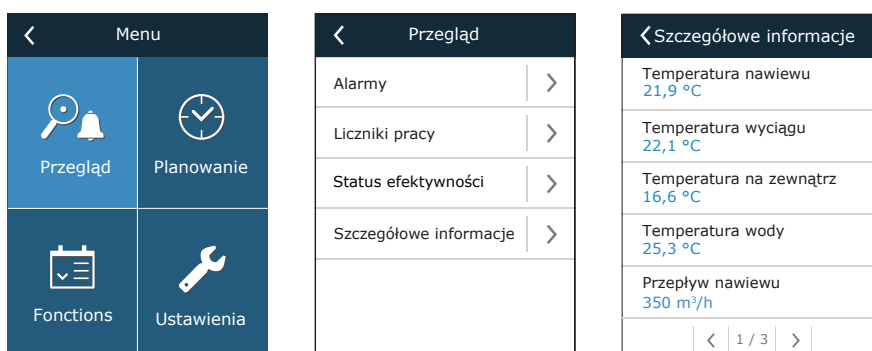 Menu
Przegląd
Planowanie
Fonctions
Ustawienia
Przegląd
Alarmy
Liczniki pracy
Status efektywności
Szczegółowe informacje
Szczegółowe informacje
Temperatura nawiewu
21,9 °C
Temperatura wyciągu
22,1 °C
Temperatura na zewnątrz
16,6 °C
Temperatura wody
25,3 °C
Przepływ nawiewu
350 m³/h
1 / 3